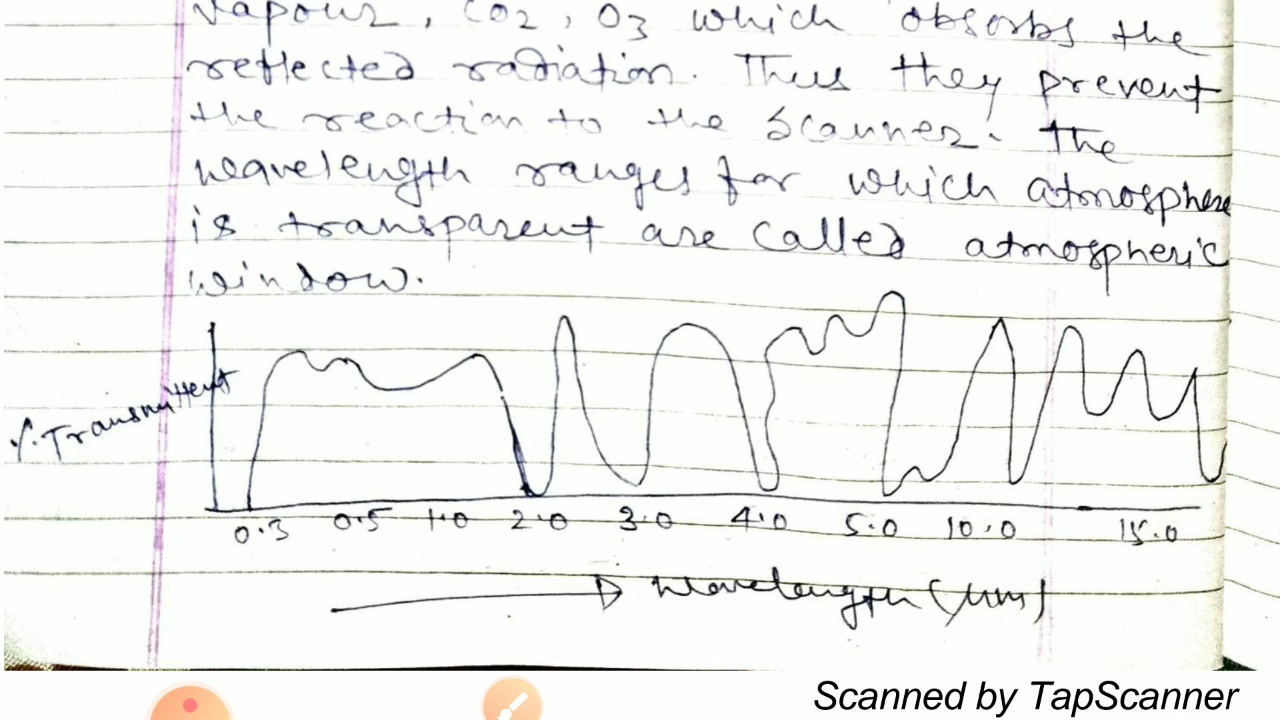 vapour, CO2, O3 which observes the
reflected radiation. Thus they prevent
the reaction to the scanner. The
wavelength ranges for which atmosphere
is transparent are called atmospheric
window.
%. Transmittent
0.3 0.5 1.0 2.0 3.0 4.0 5.0 10.0 15.0
wavelength (μm)
Scanned by TapScanner